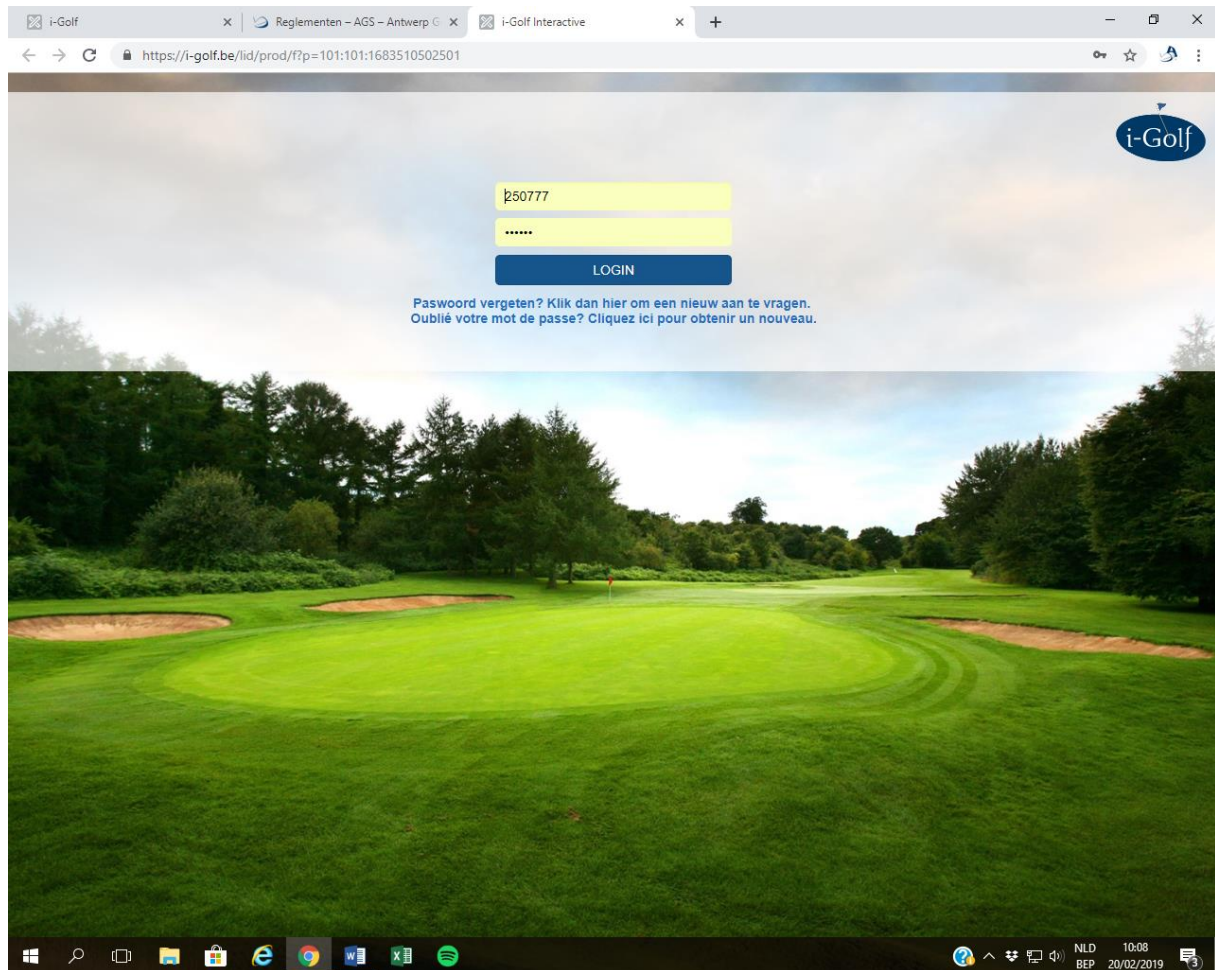 i-Golf
Reglementen – AGS – Antwerp G
i-Golf Interactive
https://i-golf.be/lid/prod/f?p=101:101:1683510502501
i-Golf
250777
••••••
LOGIN
Paswoord vergeten? Klik dan hier om een nieuw aan te vragen.
Oublié votre mot de passe? Cliquez ici pour obtenir un nouveau.
NLD 10:08
BEP 20/02/2019 3